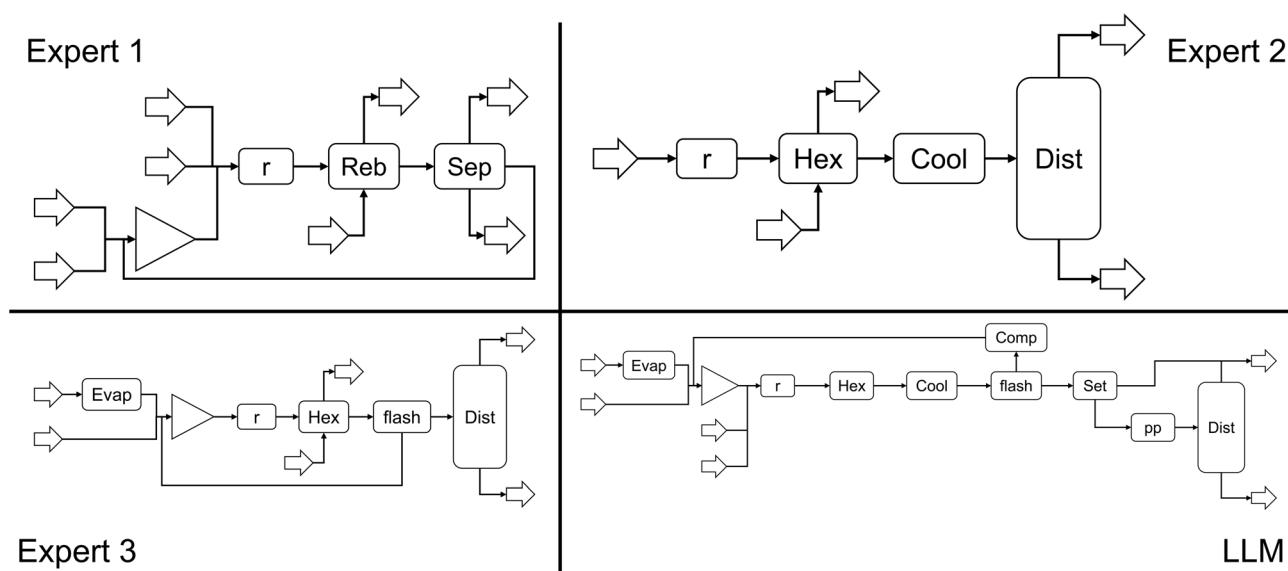 Expert 1
r
Reb
Sep
Expert 2
r
Hex
Cool
Dist
Expert 3
Evap
r
Hex
flash
Dist
LLM
Evap
r
Hex
Cool
flash
Comp
Set
pp
Dist